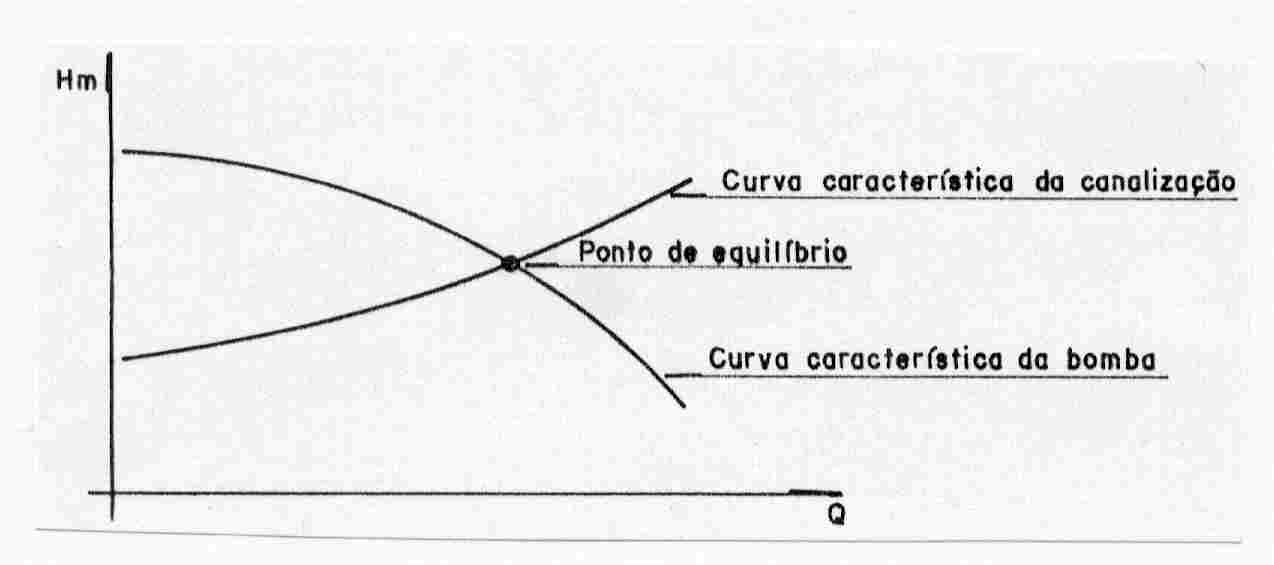 Hm
Curva característica da canalização
Ponto de equilíbrio
Curva característica da bomba
Q